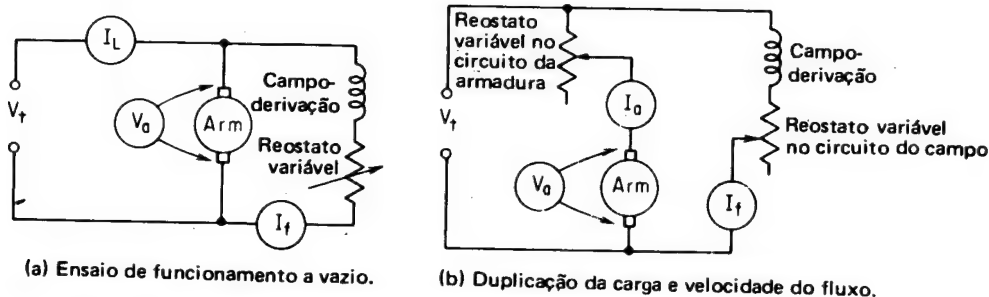 I_L
Campo-
derivação
V_t
V_a
Arm
Reostato
variável
I_f
(a) Ensaio de funcionamento a vazio.
Reostato
variável no
circuito da
armadura
Campo-
derivação
I_a
V_t
Reostato variável
no circuito do campo
V_a
Arm
I_f
(b) Duplicação da carga e velocidade do fluxo.